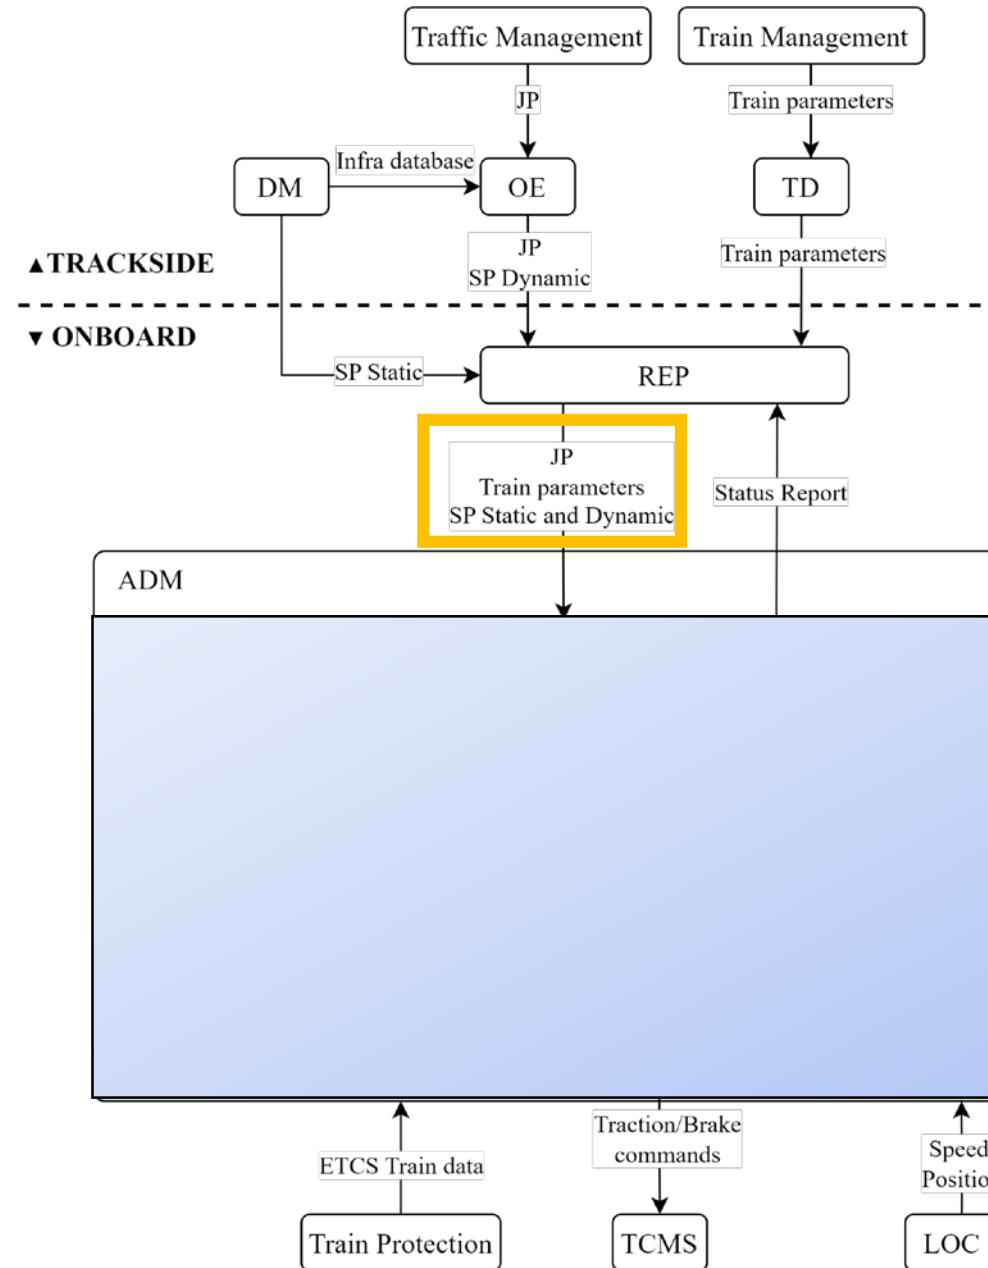 Traffic Management
Train Management
JP
Train parameters
Infra database
DM
OE
TD
JP
SP Dynamic
Train parameters
▲TRACKSIDE
▼ ONBOARD
SP Static
REP
JP
Train parameters
SP Static and Dynamic
Status Report
ADM
Traction/Brake
commands
ETCS Train data
Speed
Positio
Train Protection
TCMS
LOC